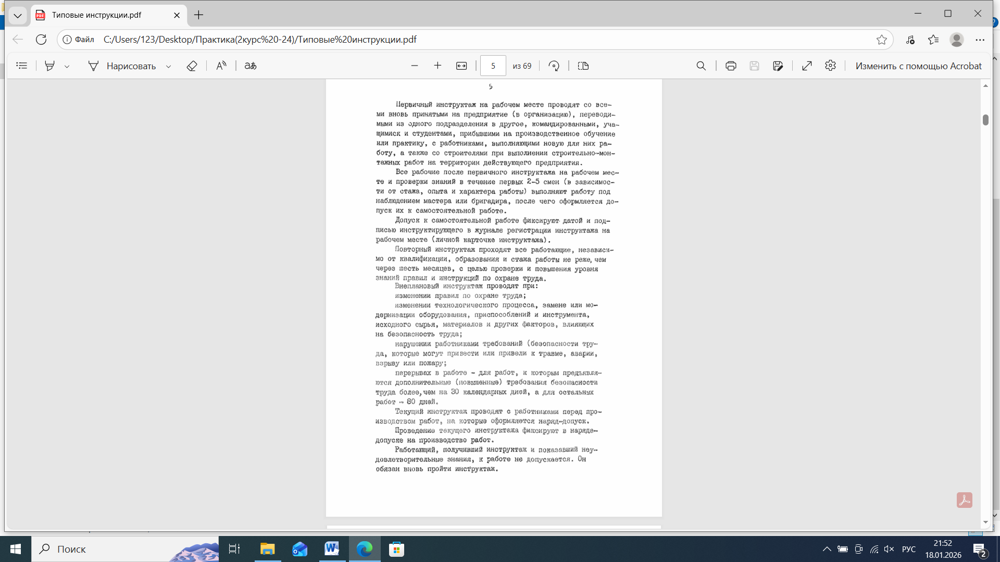 Типовые инструкции.pdf
Файл C:/Users/123/Desktop/Практика(2курс%20-24)/Типовые%20инструкции.pdf
Нарисовать
аあ
5 из 69
Изменить с помощью Acrobat
5
Первичный инструктаж на рабочем месте проводят со все-
ми вновь принятыми на предприятие (в организацию), переводи-
мыми из одного подразделения в другое, командированными, уча-
щимися и студентами, прибывшими на производственное обучение
или практику, с работниками, выполняющими новую для них ра-
боту, а также со строителями при выполнении строительно-мон-
тажных работ на территории действующего предприятия.
Все рабочие после первичного инструктажа на рабочем мес-
те и проверки знаний в течение первых 2-5 смен (в зависимос-
ти от стажа, опыта и характера работы) выполняют работу под
наблюдением мастера или бригадира, после чего оформляется до-
пуск их к самостоятельной работе.
Допуск к самостоятельной работе фиксируют датой и под-
писью инструктирующего в журнале регистрации инструктажа на
рабочем месте (личной карточке инструктажа).
Повторный инструктаж проходят все работающие, независи-
мо от квалификации, образования и стажа работы не реже, чем
через шесть месяцев, с целью проверки и повышения уровня
знаний правил и инструкций по охране труда.
Внеплановый инструктаж проводят при:
изменении правил по охране труда;
изменении технологического процесса, замене или мо-
дернизации оборудования, приспособлений и инструмента,
исходного сырья, материалов и других факторов, влияющих
на безопасность труда;
нарушении работниками требований (безопасности тру-
да, которые могут привести или привели к травме, аварии,
взрыву или пожару;
перерывах в работе - для работ, к которым предъявля-
ются дополнительные (повышенные) требования безопасности
труда более, чем на 30 календарных дней, а для остальных
работ - 60 дней.
Текущий инструктаж проводят с работниками перед про-
изводством работ, на которые оформляется наряд-допуск.
Проведение текущего инструктажа фиксируют в наряде-
допуске на производство работ.
Работающий, получивший инструктаж и показавший неу-
довлетворительные знания, к работе не допускается. Он
обязан вновь пройти инструктаж.
Поиск
РУС
21:52
18.01.2026
2